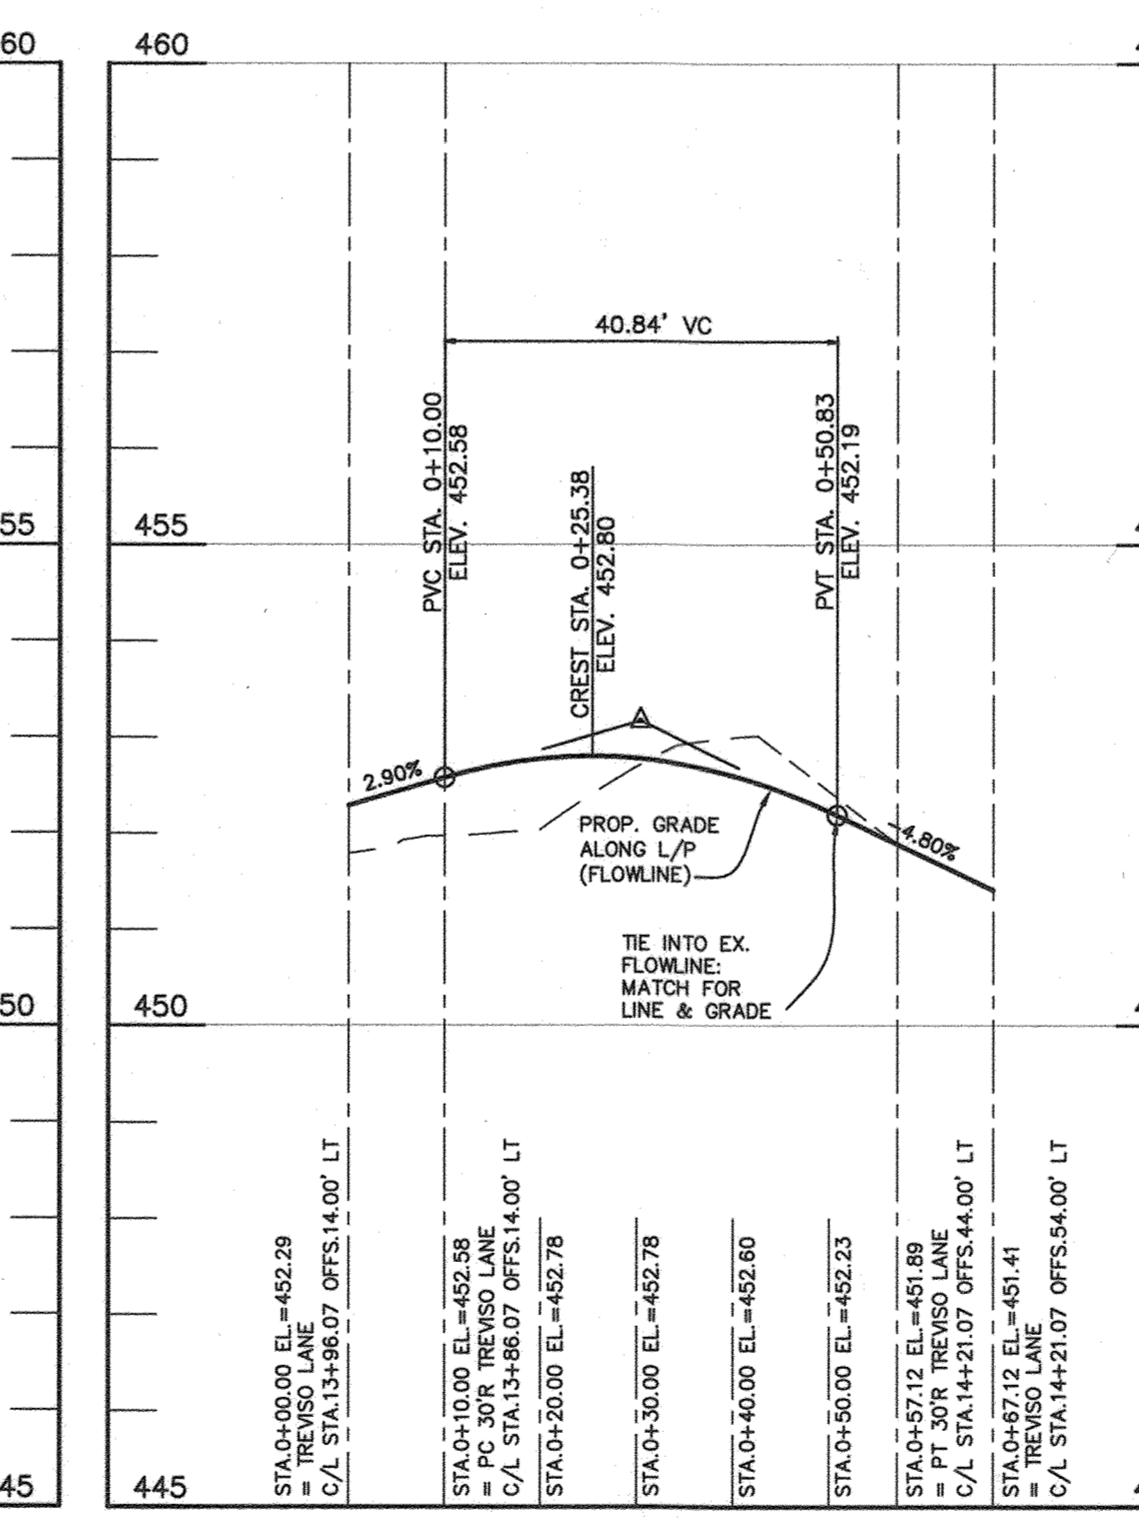 60
460
40.84' VC
PVC STA. 0+10.00
ELEV. 452.58
CREST STA. 0+25.38
ELEV. 452.80
PVT STA. 0+50.83
ELEV. 452.19
55
455
2.90%
-4.80%
PROP. GRADE
ALONG L/P
(FLOWLINE)
TIE INTO EX.
FLOWLINE:
MATCH FOR
LINE & GRADE
50
450
STA.0+00.00 EL.=452.29
= TREVISO LANE
C/L STA.13+96.07 OFFS.14.00' LT
STA.0+10.00 EL.=452.58
= PC 30'R TREVISO LANE
C/L STA.13+86.07 OFFS.14.00' LT
STA.0+20.00 EL.=452.78
STA.0+30.00 EL.=452.78
STA.0+40.00 EL.=452.60
STA.0+50.00 EL.=452.23
STA.0+57.12 EL.=451.89
= PT 30'R TREVISO LANE
C/L STA.14+21.07 OFFS.44.00' LT
STA.0+67.12 EL.=451.41
= TREVISO LANE
C/L STA.14+21.07 OFFS.54.00' LT
45
445